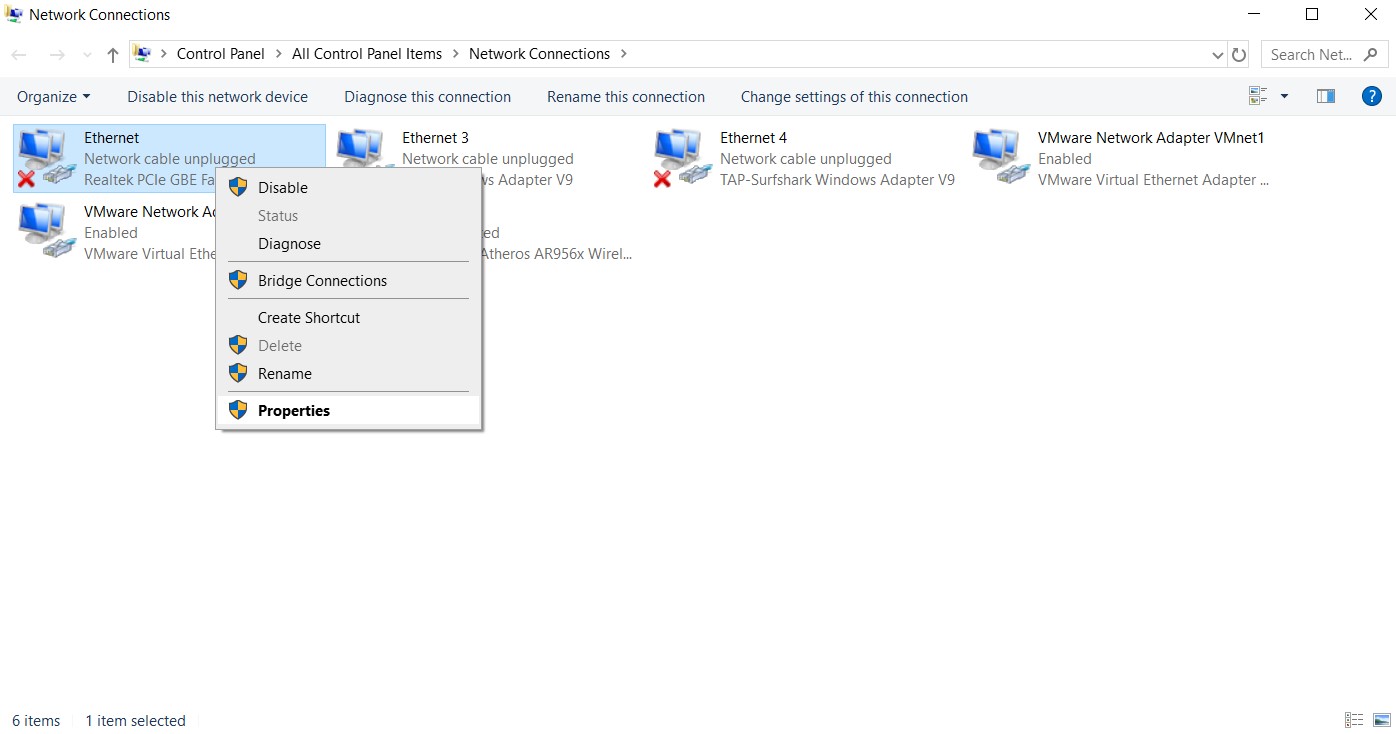 Network Connections
Control Panel > All Control Panel Items > Network Connections >
Search Net...
Organize
Disable this network device
Diagnose this connection
Rename this connection
Change settings of this connection
?
Ethernet
Network cable unplugged
Realtek PCIe GBE Fa
Ethernet 3
Network cable unplugged
ws Adapter V9
Ethernet 4
Network cable unplugged
TAP-Surfshark Windows Adapter V9
VMware Network Adapter VMnet1
Enabled
VMware Virtual Ethernet Adapter ...
VMware Network Ad
Enabled
VMware Virtual Ethe
ed
Atheros AR956x Wirel...
Disable
Status
Diagnose
Bridge Connections
Create Shortcut
Delete
Rename
Properties
6 items
1 item selected